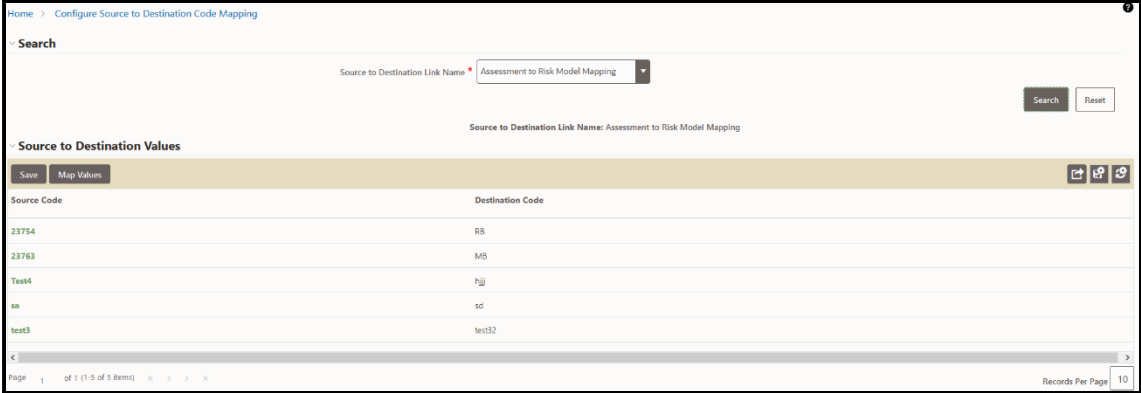 Home > Configure Source to Destination Code Mapping
?
Search
Source to Destination Link Name * Assessment to Risk Model Mapping
Search Reset
Source to Destination Link Name: Assessment to Risk Model Mapping
Source to Destination Values
Save Map Values
Source Code Destination Code
23754 RB
23763 MB
Test4 hjjj
sa sd
test3 test32
Page 1 of 1 (1-5 of 5 items)
Records Per Page 10